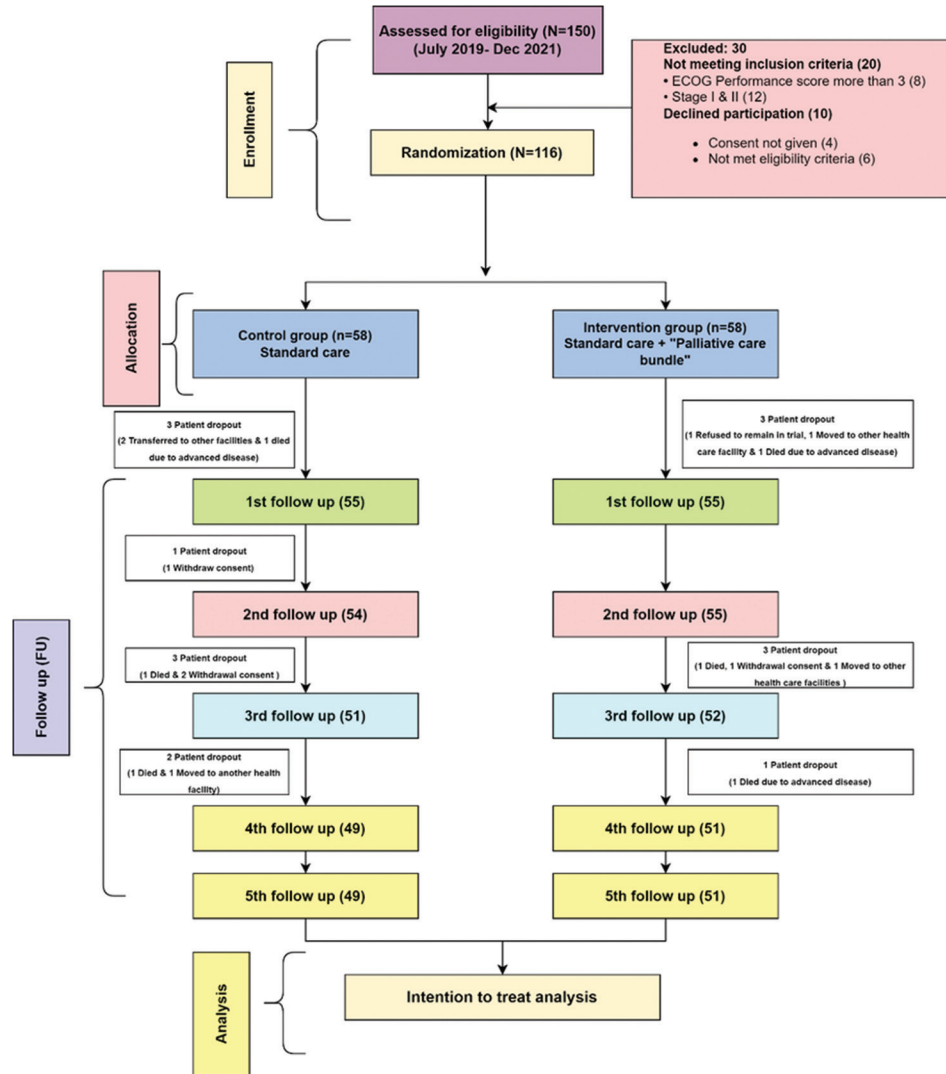 Assessed for eligibility (N=150)
(July 2019- Dec 2021)
Excluded: 30
Not meeting inclusion criteria (20)
• ECOG Performance score more than 3 (8)
• Stage I & II (12)
Declined participation (10)
• Consent not given (4)
• Not met eligibility criteria (6)
Enrollment
Randomization (N=116)
Allocation
Control group (n=58)
Standard care
Intervention group (n=58)
Standard care + "Palliative care
bundle"
3 Patient dropout
(2 Transferred to other facilities & 1 died
due to advanced disease)
3 Patient dropout
(1 Refused to remain in trial, 1 Moved to other health
care facility & 1 Died due to advanced disease)
Follow up (FU)
1st follow up (55)
1st follow up (55)
1 Patient dropout
(1 Withdraw consent)
2nd follow up (54)
2nd follow up (55)
3 Patient dropout
(1 Died & 2 Withdrawal consent )
3 Patient dropout
(1 Died, 1 Withdrawal consent & 1 Moved to other
health care facilities )
3rd follow up (51)
3rd follow up (52)
2 Patient dropout
(1 Died & 1 Moved to another health
facility)
1 Patient dropout
(1 Died due to advanced disease)
4th follow up (49)
4th follow up (51)
5th follow up (49)
5th follow up (51)
Analysis
Intention to treat analysis